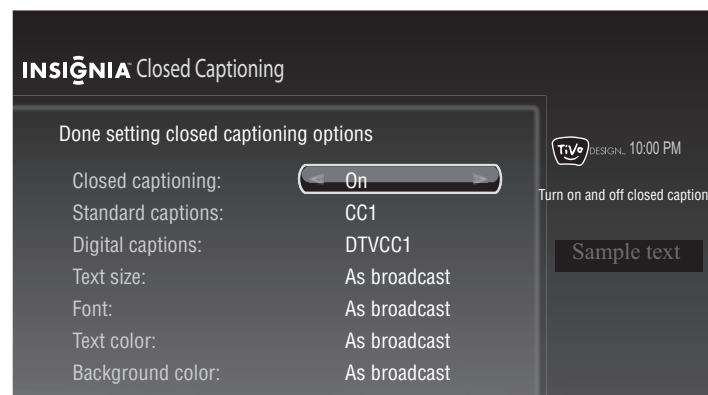 INSIGNIA™ Closed Captioning
Done setting closed captioning options
Closed captioning: On
Standard captions: CC1
Digital captions: DTVCC1
Text size: As broadcast
Font: As broadcast
Text color: As broadcast
Background color: As broadcast
TiVo DESIGN 10:00 PM
Turn on and off closed caption
Sample text